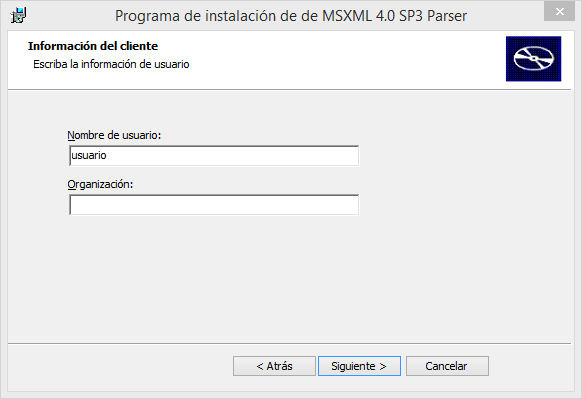 Programa de instalación de de MSXML 4.0 SP3 Parser
Información del cliente
Escriba la información de usuario
Nombre de usuario:
usuario
Organización:
< Atrás
Siguiente >
Cancelar